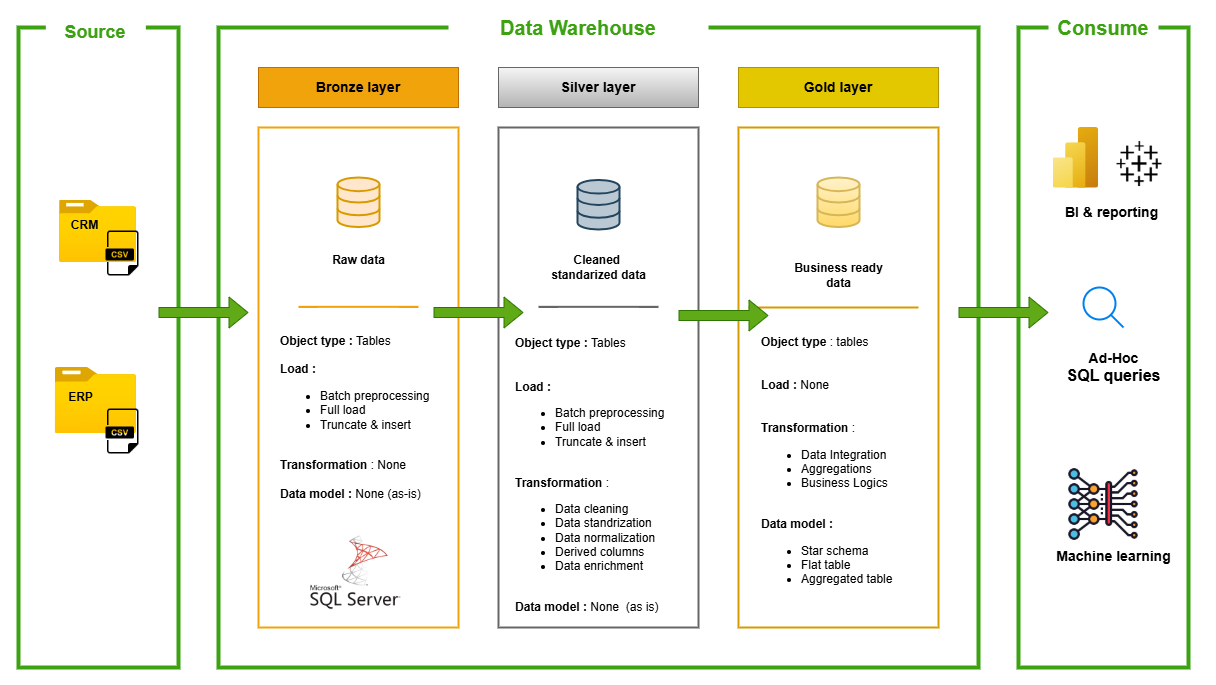 Source
CRM
CSV
ERP
CSV
Data Warehouse
Bronze layer
Raw data
Object type : Tables
Load :
Batch preprocessing
Full load
Truncate & insert
Transformation : None
Data model : None (as-is)
Microsoft®
SQL Server®
Silver layer
Cleaned
standarized data
Object type : Tables
Load :
Batch preprocessing
Full load
Truncate & insert
Transformation :
Data cleaning
Data standrization
Data normalization
Derived columns
Data enrichment
Data model : None (as is)
Gold layer
Business ready
data
Object type : tables
Load : None
Transformation :
Data Integration
Aggregations
Business Logics
Data model :
Star schema
Flat table
Aggregated table
Consume
BI & reporting
Ad-Hoc
SQL queries
Machine learning